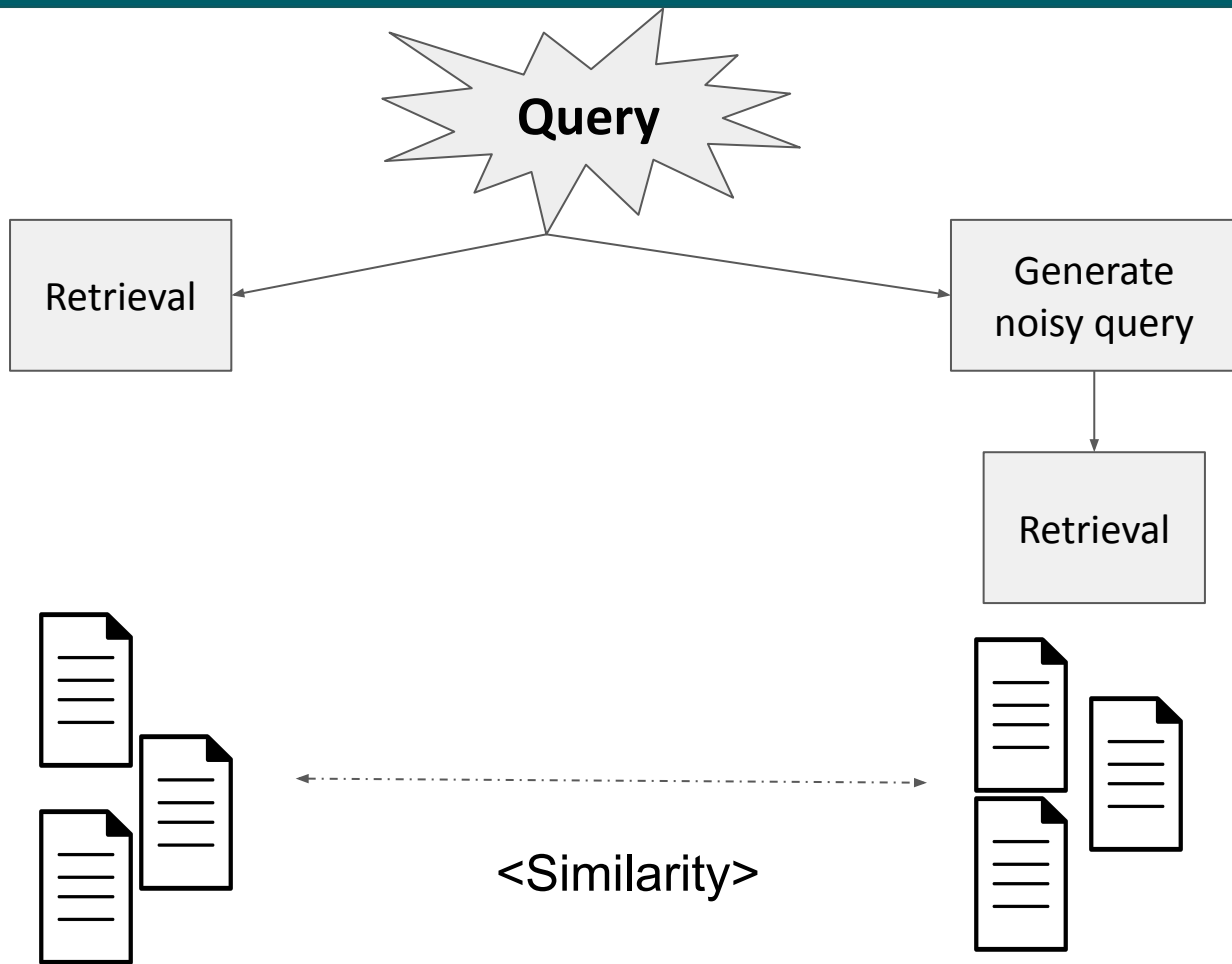 Query
Retrieval
Generate
noisy query
Retrieval
<Similarity>